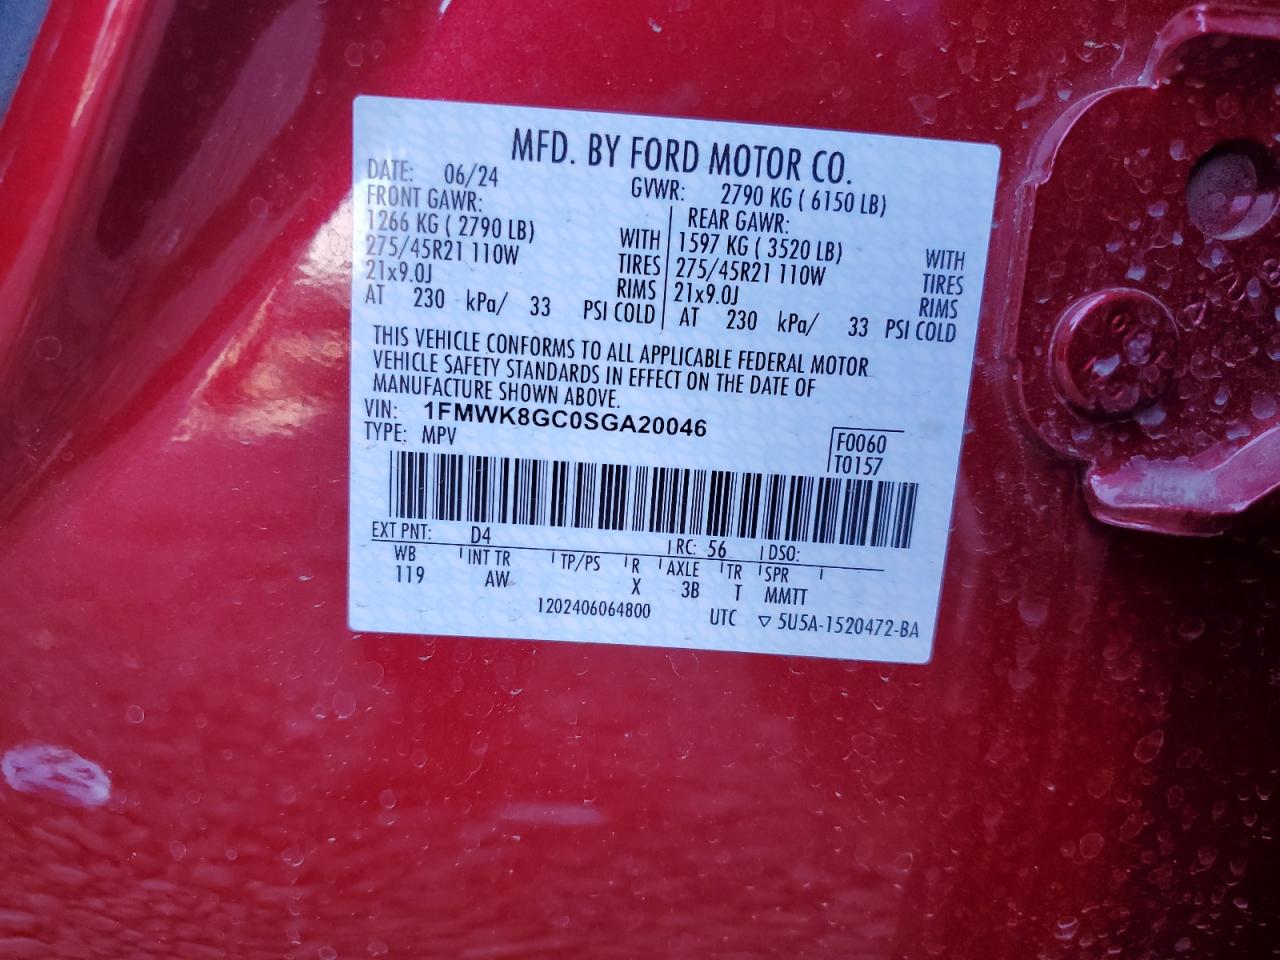 MFD. BY FORD MOTOR CO.
DATE: 06/24 GVWR: 2790 KG ( 6150 LB)
FRONT GAWR: REAR GAWR:
1266 KG ( 2790 LB) WITH 1597 KG ( 3520 LB) WITH
275/45R21 110W TIRES 275/45R21 110W TIRES
21x9.0J RIMS 21x9.0J RIMS
AT 230 kPa/ 33 PSI COLD AT 230 kPa/ 33 PSI COLD
THIS VEHICLE CONFORMS TO ALL APPLICABLE FEDERAL MOTOR
VEHICLE SAFETY STANDARDS IN EFFECT ON THE DATE OF
MANUFACTURE SHOWN ABOVE.
VIN: 1FMWK8GC0SGA20046
TYPE: MPV
F0060
T0157
EXT PNT: D4 RC: 56 DSO:
WB INT TR TP/PS R AXLE TR SPR
119 AW X 3B T MMTT
1202406064800 UTC ▽ 5U5A-1520472-BA